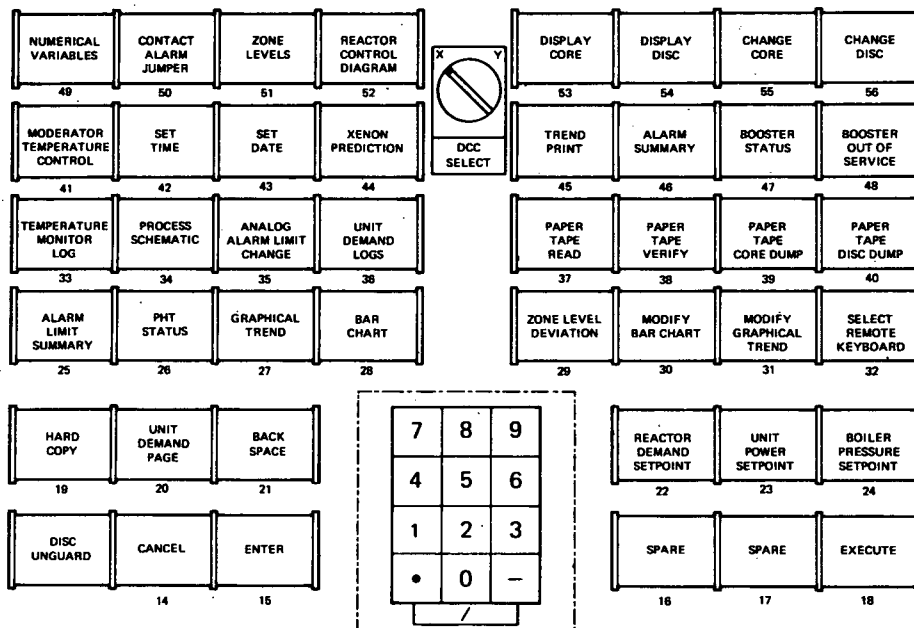 NUMERICAL
VARIABLES
49
CONTACT
ALARM
JUMPER
50
ZONE
LEVELS
51
REACTOR
CONTROL
DIAGRAM
52
X Y
DCC
SELECT
DISPLAY
CORE
53
DISPLAY
DISC
54
CHANGE
CORE
55
CHANGE
DISC
56
MODERATOR
TEMPERATURE
CONTROL
41
SET
TIME
42
SET
DATE
43
XENON
PREDICTION
44
TREND
PRINT
45
ALARM
SUMMARY
46
BOOSTER
STATUS
47
BOOSTER
OUT OF
SERVICE
48
TEMPERATURE
MONITOR
LOG
33
PROCESS
SCHEMATIC
34
ANALOG
ALARM LIMIT
CHANGE
35
UNIT
DEMAND
LOGS
36
PAPER
TAPE
READ
37
PAPER
TAPE
VERIFY
38
PAPER
TAPE
CORE DUMP
39
PAPER
TAPE
DISC DUMP
40
ALARM
LIMIT
SUMMARY
25
PHT
STATUS
26
GRAPHICAL
TREND
27
BAR
CHART
28
ZONE LEVEL
DEVIATION
29
MODIFY
BAR CHART
30
MODIFY
GRAPHICAL
TREND
31
SELECT
REMOTE
KEYBOARD
32
HARD
COPY
19
UNIT
DEMAND
PAGE
20
BACK
SPACE
21
7 8 9
4 5 6
1 2 3
• 0 –
/
REACTOR
DEMAND
SETPOINT
22
UNIT
POWER
SETPOINT
23
BOILER
PRESSURE
SETPOINT
24
DISC
UNGUARD
CANCEL
14
ENTER
15
SPARE
16
SPARE
17
EXECUTE
18